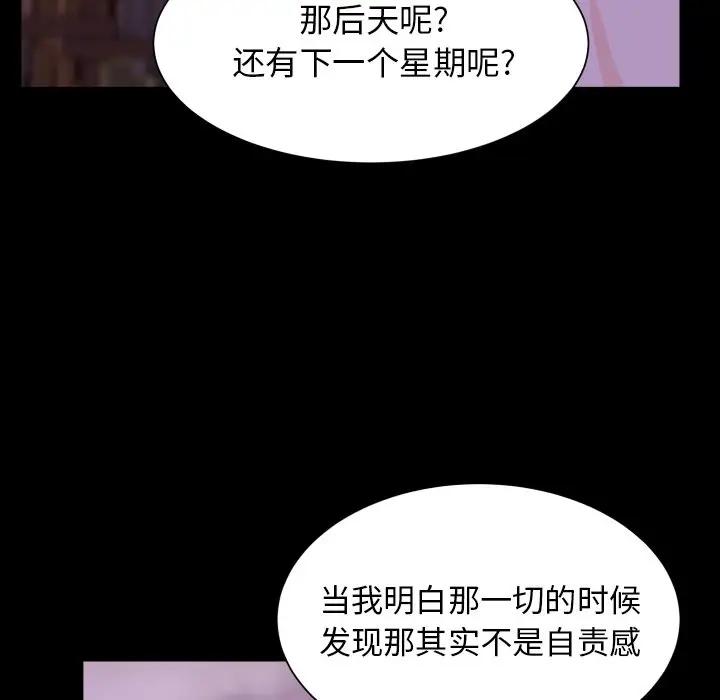 那后天呢?
还有下一个星期呢?
当我明白那一切的时候
发现那其实不是自责感